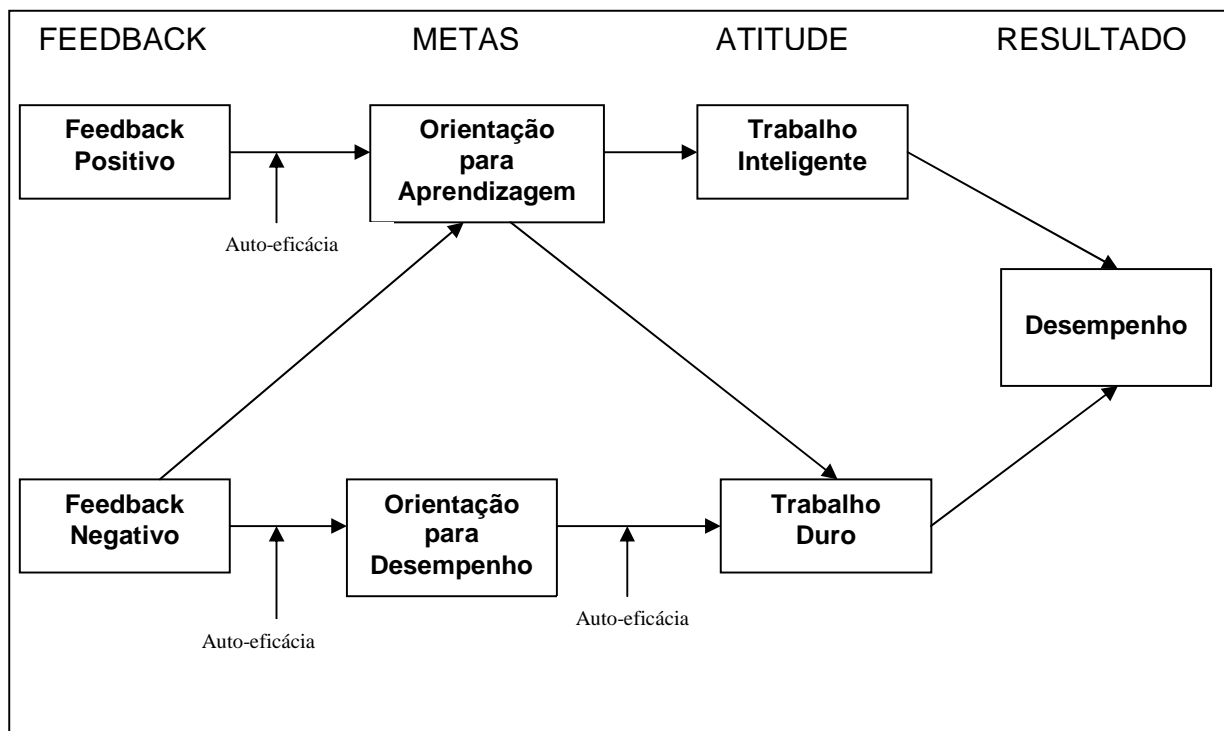 FEEDBACK METAS ATITUDE RESULTADO
Feedback
Positivo
Orientação
para
Aprendizagem
Trabalho
Inteligente
Auto-eficácia
Desempenho
Feedback
Negativo
Orientação
para
Desempenho
Trabalho
Duro
Auto-eficácia
Auto-eficácia